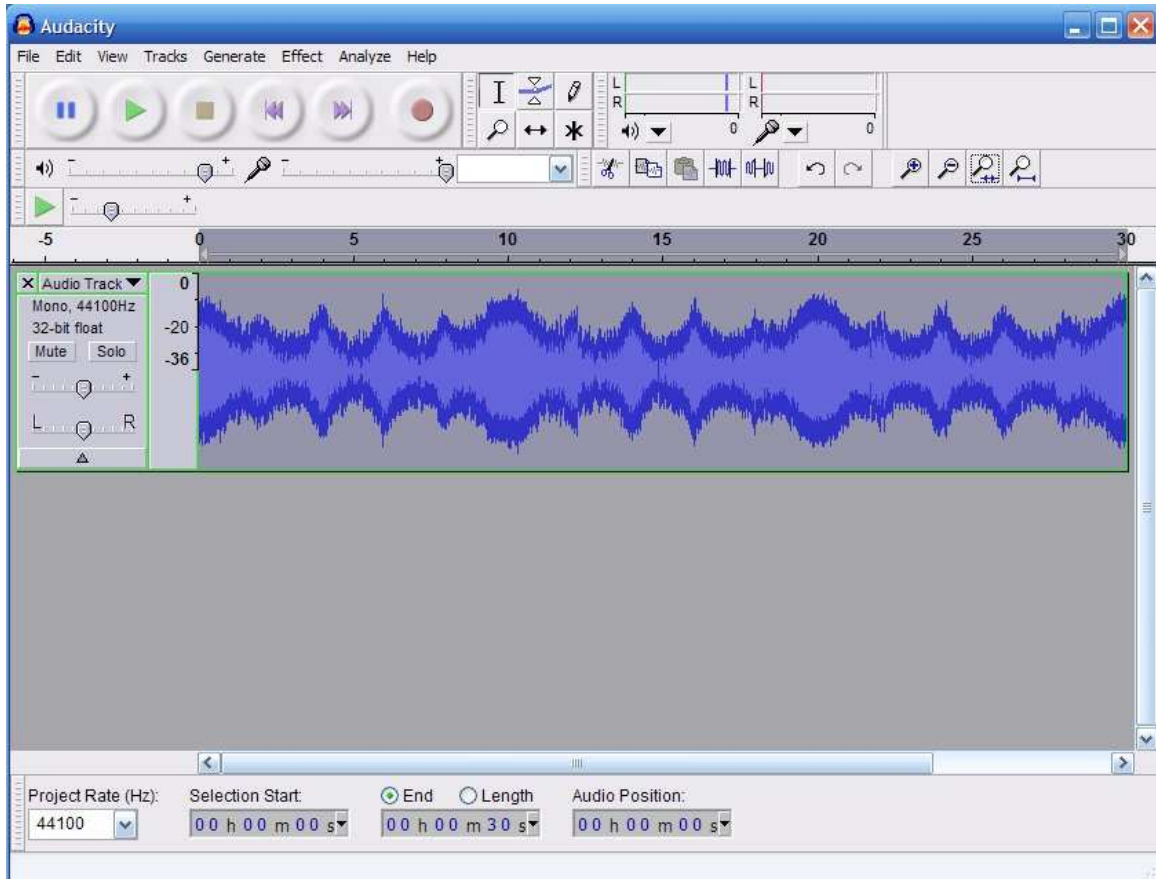 Audacity
File Edit View Tracks Generate Effect Analyze Help
L
R
0
L
R
0
- +
- +
- +
-5 0 5 10 15 20 25 30
X Audio Track
Mono, 44100Hz
32-bit float
Mute Solo
- +
L R
0
-20
-36
Project Rate (Hz): Selection Start: End Length Audio Position:
44100 00 h 00 m 00 s 00 h 00 m 30 s 00 h 00 m 00 s